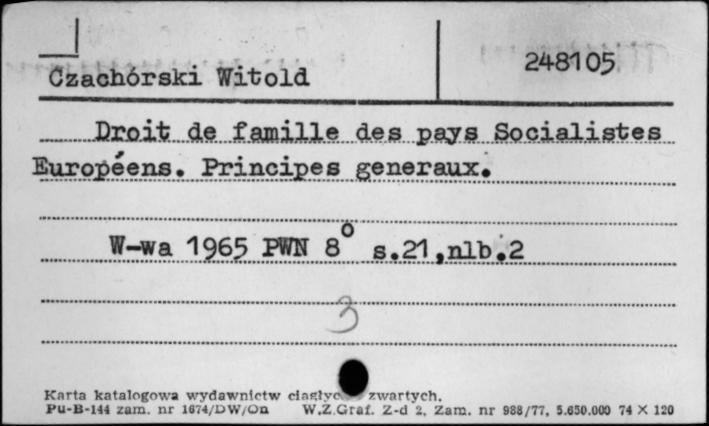 Czachórski Witold
248105
Droit de famille des pays Socialistes
Européens. Principes generaux.
W-wa 1965 PWN 8° s.21,nlb.2
3
Karta katalogowa wydawnictw zwartych.
Pu-B-144 zam. nr 1674/DW/On W.Z.Graf. Z-d 2, Zam. nr 988/77, 5.650.000 74 X 120